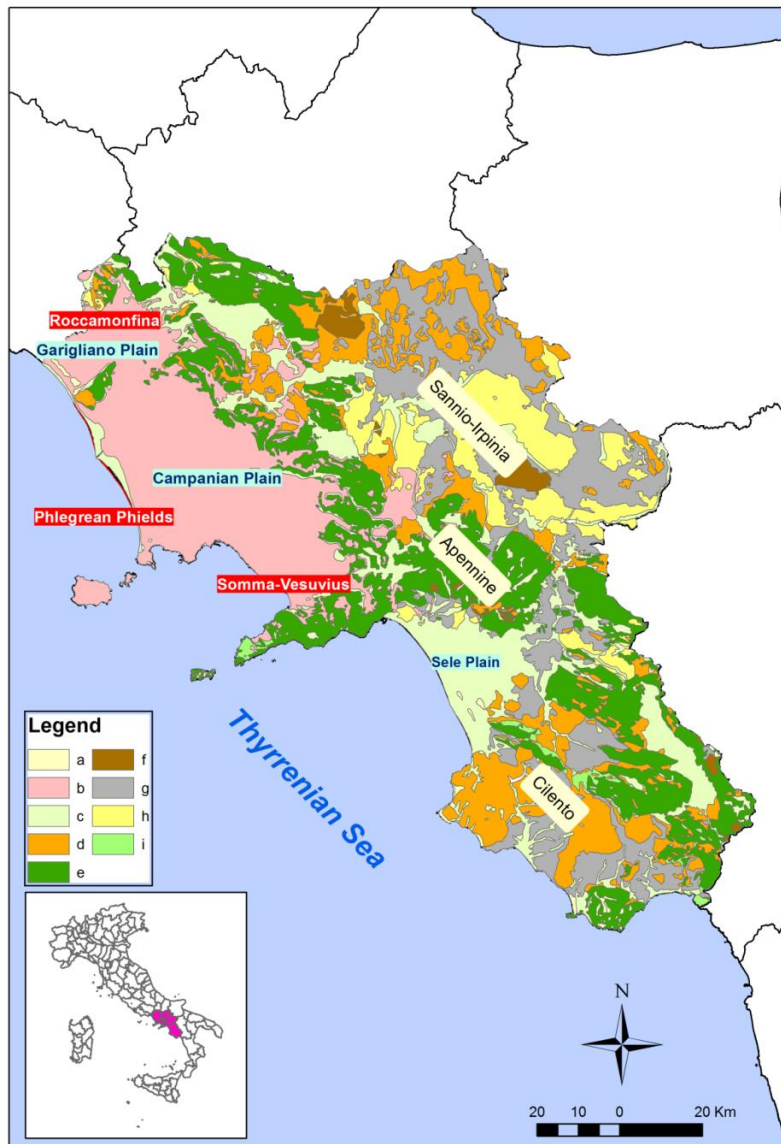 Roccamonfina
Garigliano Plain
Sannio-Irpinia
Campanian Plain
Phlegrean Phields
Apennine
Somma-Vesuvius
Sele Plain
Thyrrenian Sea
Cilento
Legend
a
b
c
d
e
f
g
h
i
N
20 10 0 20 Km